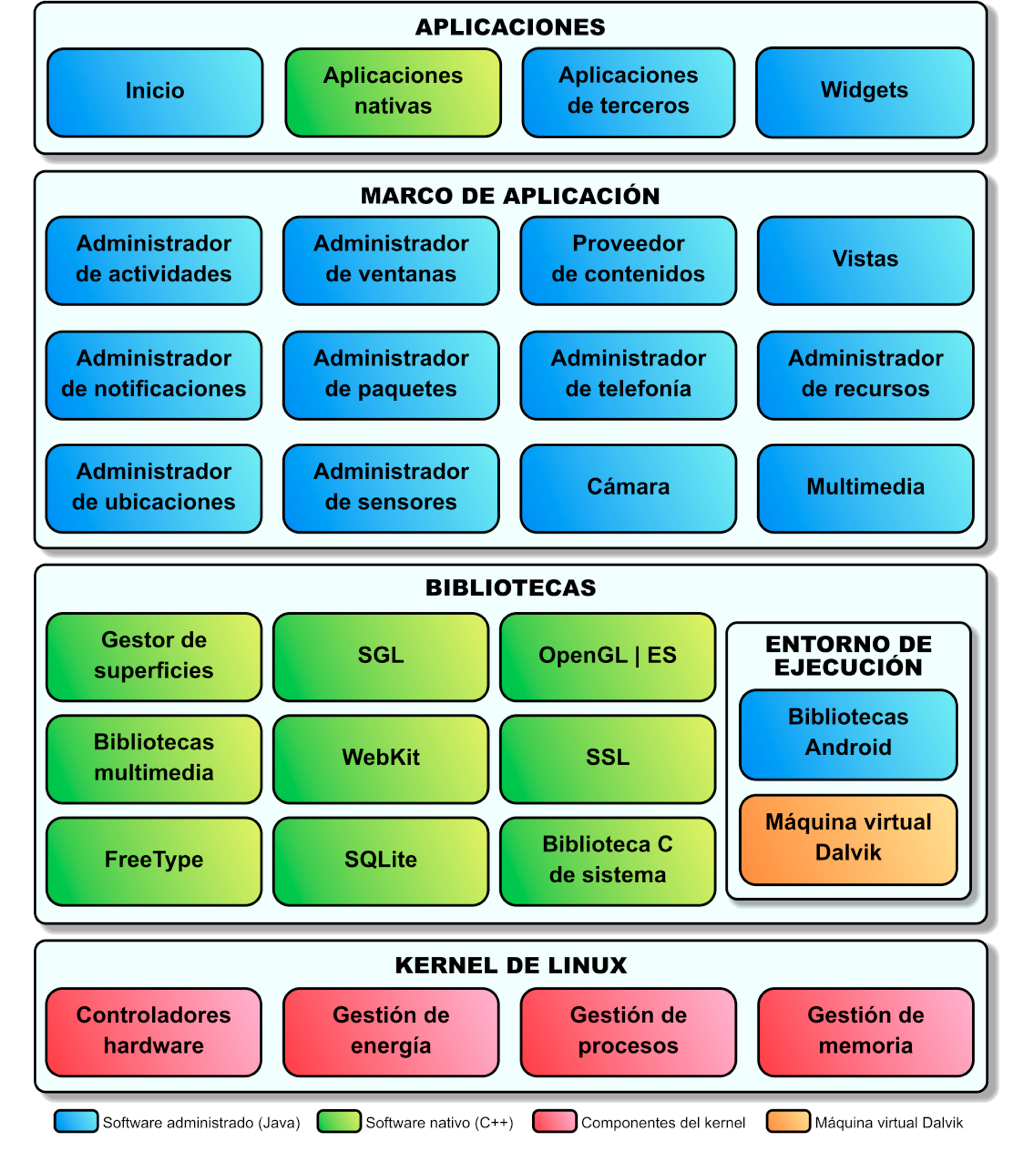 APLICACIONES
Inicio
Aplicaciones
nativas
Aplicaciones
de terceros
Widgets
MARCO DE APLICACIÓN
Administrador
de actividades
Administrador
de ventanas
Proveedor
de contenidos
Vistas
Administrador
de notificaciones
Administrador
de paquetes
Administrador
de telefonía
Administrador
de recursos
Administrador
de ubicaciones
Administrador
de sensores
Cámara
Multimedia
BIBLIOTECAS
Gestor de
superficies
SGL
OpenGL | ES
Bibliotecas
multimedia
WebKit
SSL
FreeType
SQLite
Biblioteca C
de sistema
ENTORNO DE
EJECUCIÓN
Bibliotecas
Android
Máquina virtual
Dalvik
KERNEL DE LINUX
Controladores
hardware
Gestión de
energía
Gestión de
procesos
Gestión de
memoria
Software administrado (Java)
Software nativo (C++)
Componentes del kernel
Máquina virtual Dalvik